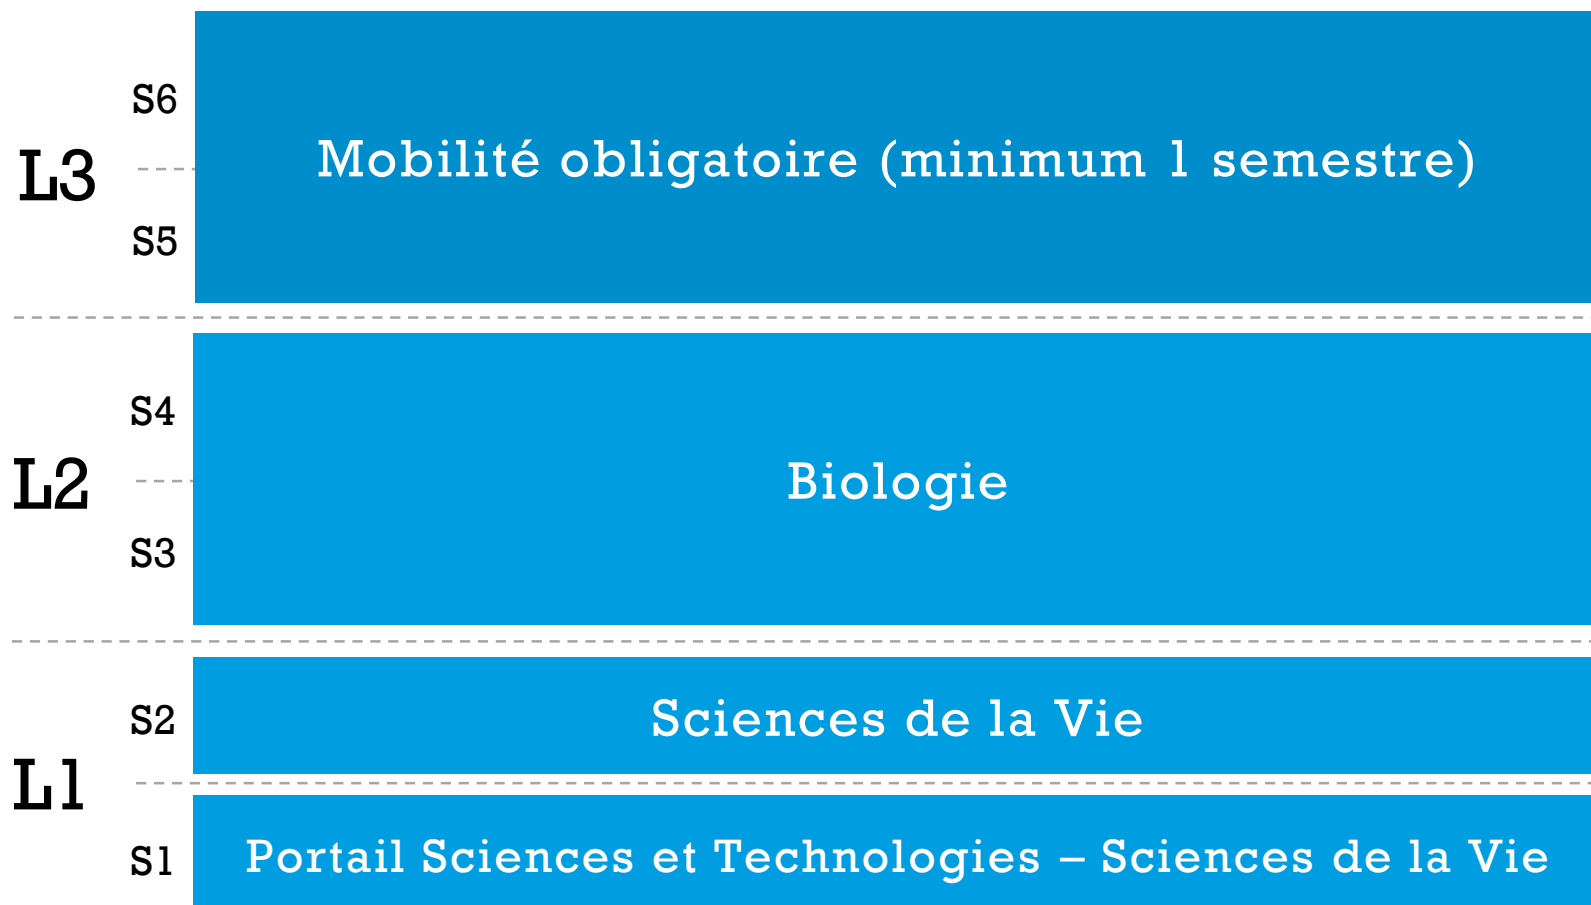 S6
Mobilité obligatoire (minimum 1 semestre)
L3
S5
S4
Biologie
L2
S3
S2
Sciences de la Vie
L1
S1
Portail Sciences et Technologies – Sciences de la Vie